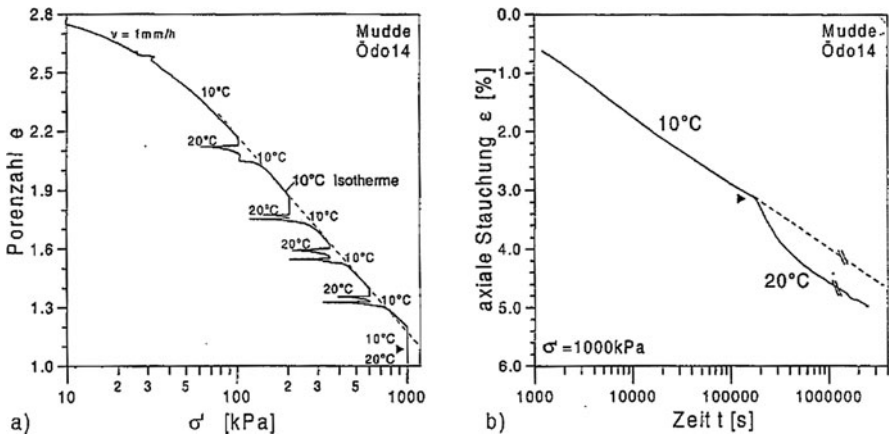 v = 1mm/h
Mudde
Ödo14
10°C
20°C
10°C
10°C Isotherme
20°C
10°C
20°C
10°C
20°C
10°C
10°C
20°C
Porenzahl e
2.8
2.5
2.2
1.9
1.6
1.3
1.0
10 2 3 100 2 3 1000
a) σ' [kPa]
Mudde
Ödo14
10°C
20°C
σ' =1000kPa
axiale Stauchung ε [%]
0.0
1.0
2.0
3.0
4.0
5.0
6.0
1000 10000 100000 1000000
b) Zeit t [s]